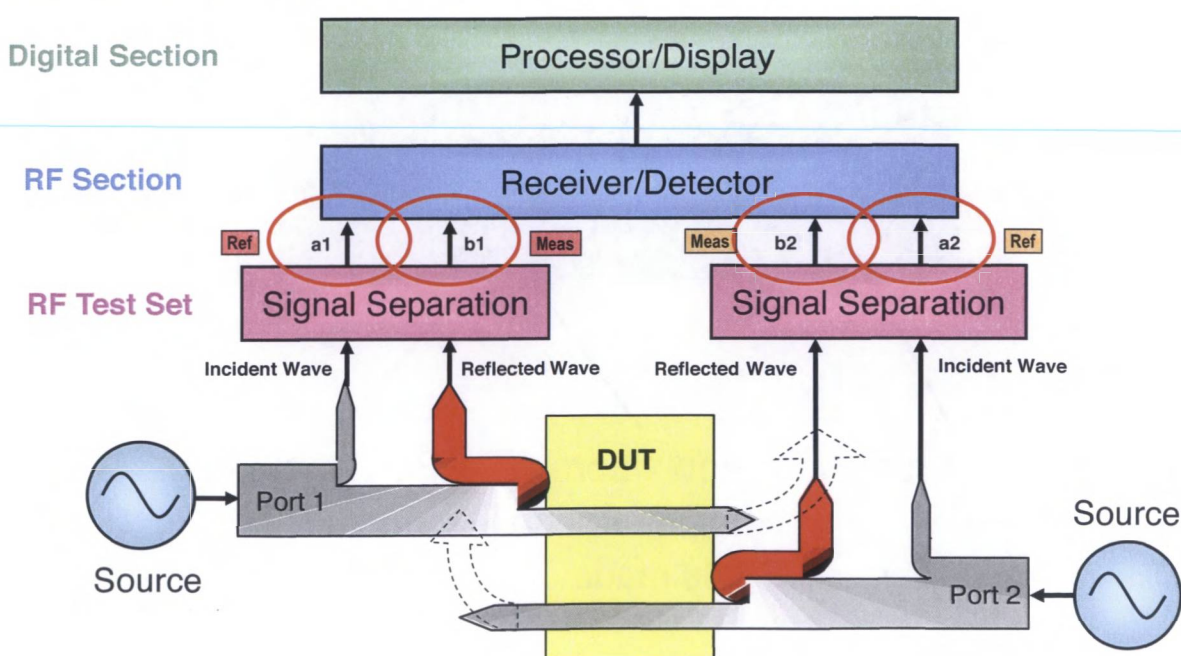 Digital Section
Processor/Display
RF Section
Receiver/Detector
Ref
a1
b1
Meas
Meas
b2
a2
Ref
RF Test Set
Signal Separation
Signal Separation
Incident Wave
Reflected Wave
Reflected Wave
Incident Wave
DUT
Port 1
Source
Source
Port 2